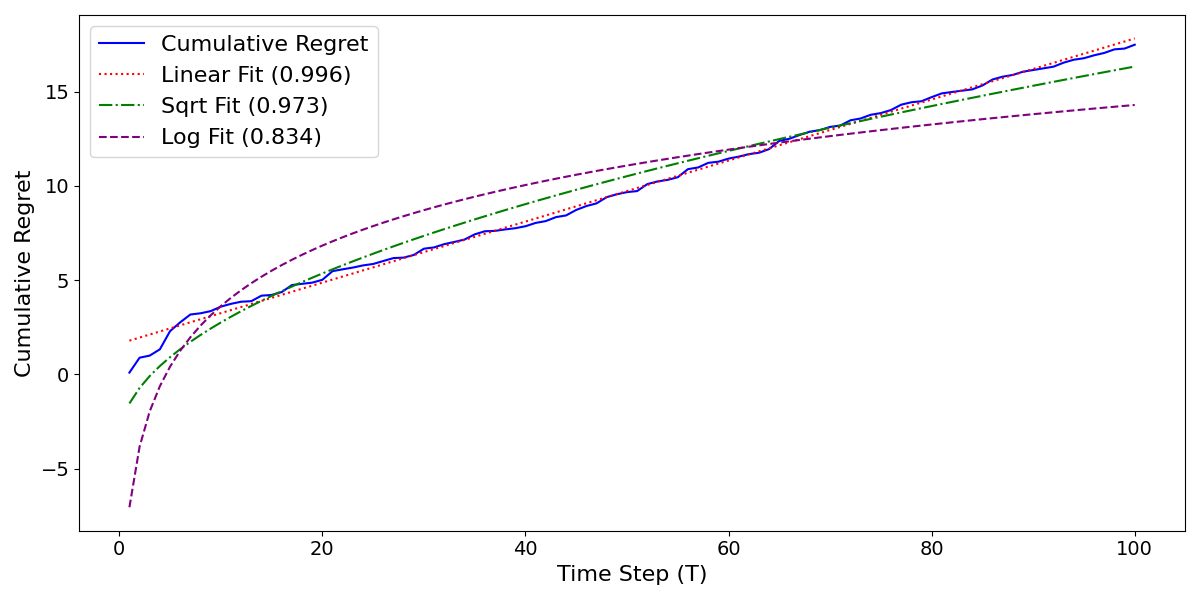 Cumulative Regret
Linear Fit (0.996)
Sqrt Fit (0.973)
Log Fit (0.834)
Cumulative Regret
15
10
5
0
−5
0 20 40 60 80 100
Time Step (T)